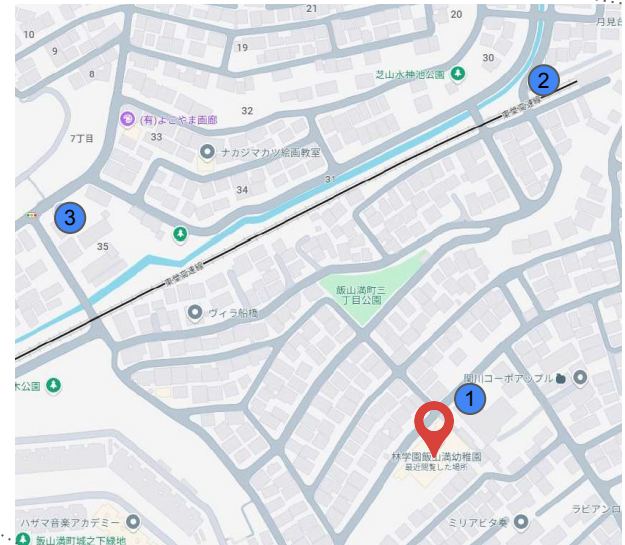 21
20
月見台
10
19
9
30
芝山水神池公園
2
8
東葉高速線
32
(有)よこやま画廊
33
7丁目
ナカジマカツ絵画教室
31
34
3
35
東葉高速線
飯山満町三
丁目公園
ヴィラ船橋
関川コーポアップル
木公園
1
林学園飯山満幼稚園
最近閲覧した場所
ラビアンロ
ハザマ音楽アカデミー
ミリアビタ奏
飯山満町城之下緑地